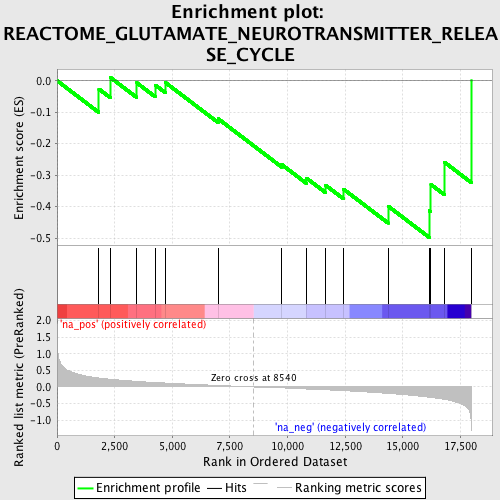 Enrichment plot:
REACTOME_GLUTAMATE_NEUROTRANSMITTER_RELEA
SE_CYCLE
Enrichment score (ES)
0.0
-0.1
-0.2
-0.3
-0.4
-0.5
'na_pos' (positively correlated)
Ranked list metric (PreRanked)
2.0
1.5
1.0
0.5
0.0
-0.5
-1.0
Zero cross at 8540
'na_neg' (negatively correlated)
0 2,500 5,000 7,500 10,000 12,500 15,000 17,500
Rank in Ordered Dataset
Enrichment profile Hits Ranking metric scores